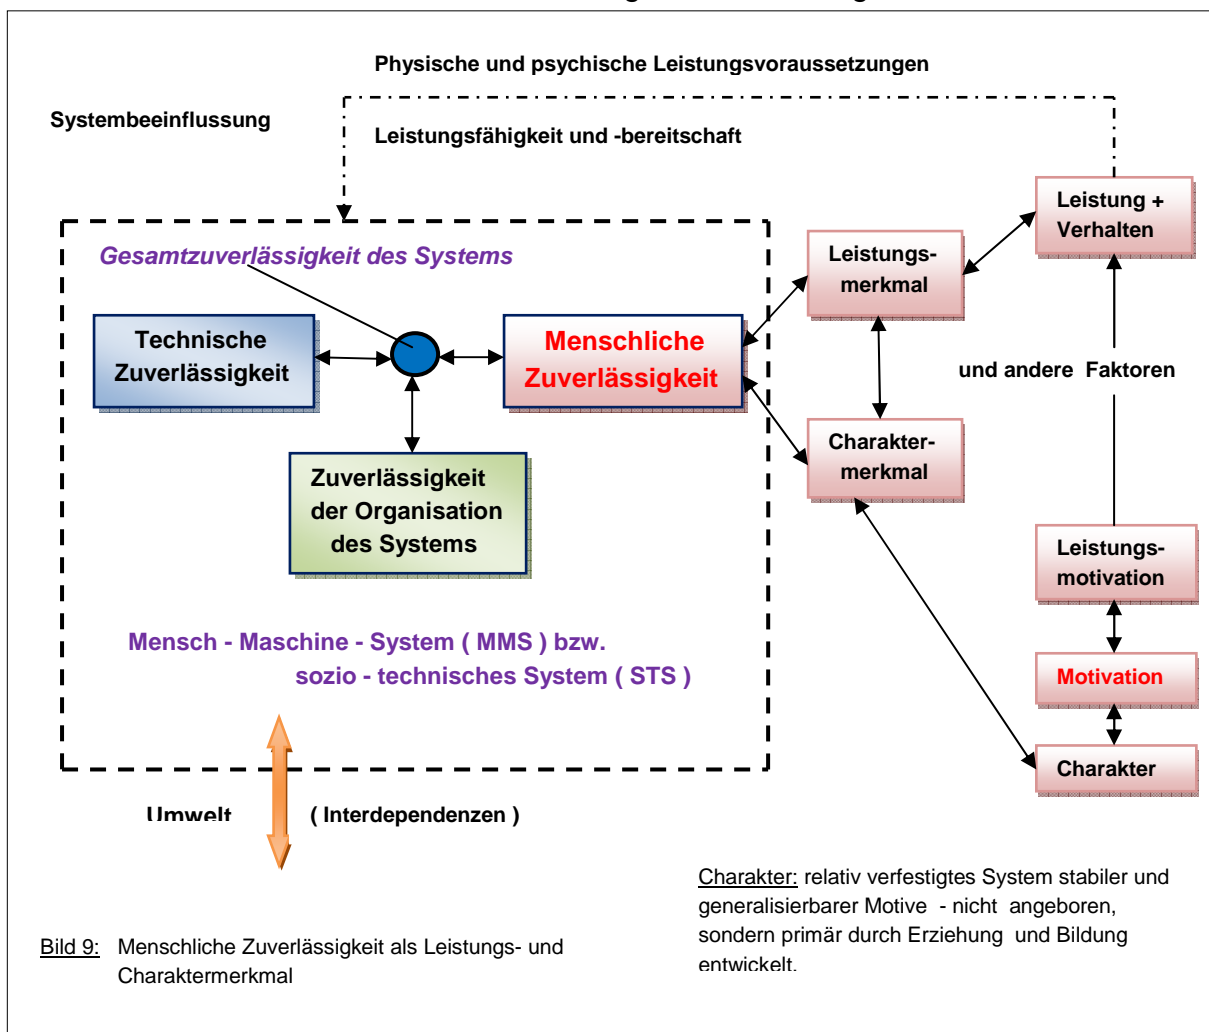 Physische und psychische Leistungsvoraussetzungen
Systembeeinflussung
Leistungsfähigkeit und -bereitschaft
Leistung +
Verhalten
Gesamtzuverlässigkeit des Systems
Leistungs-
merkmal
Technische
Zuverlässigkeit
Menschliche
Zuverlässigkeit
und andere Faktoren
Charakter-
merkmal
Zuverlässigkeit
der Organisation
des Systems
Leistungs-
motivation
Mensch - Maschine - System ( MMS ) bzw.
sozio - technisches System ( STS )
Motivation
Charakter
Umwelt ( Interdependenzen )
Charakter: relativ verfestigtes System stabiler und
generalisierbarer Motive - nicht angeboren,
sondern primär durch Erziehung und Bildung
entwickelt.
Bild 9: Menschliche Zuverlässigkeit als Leistungs- und
Charaktermerkmal